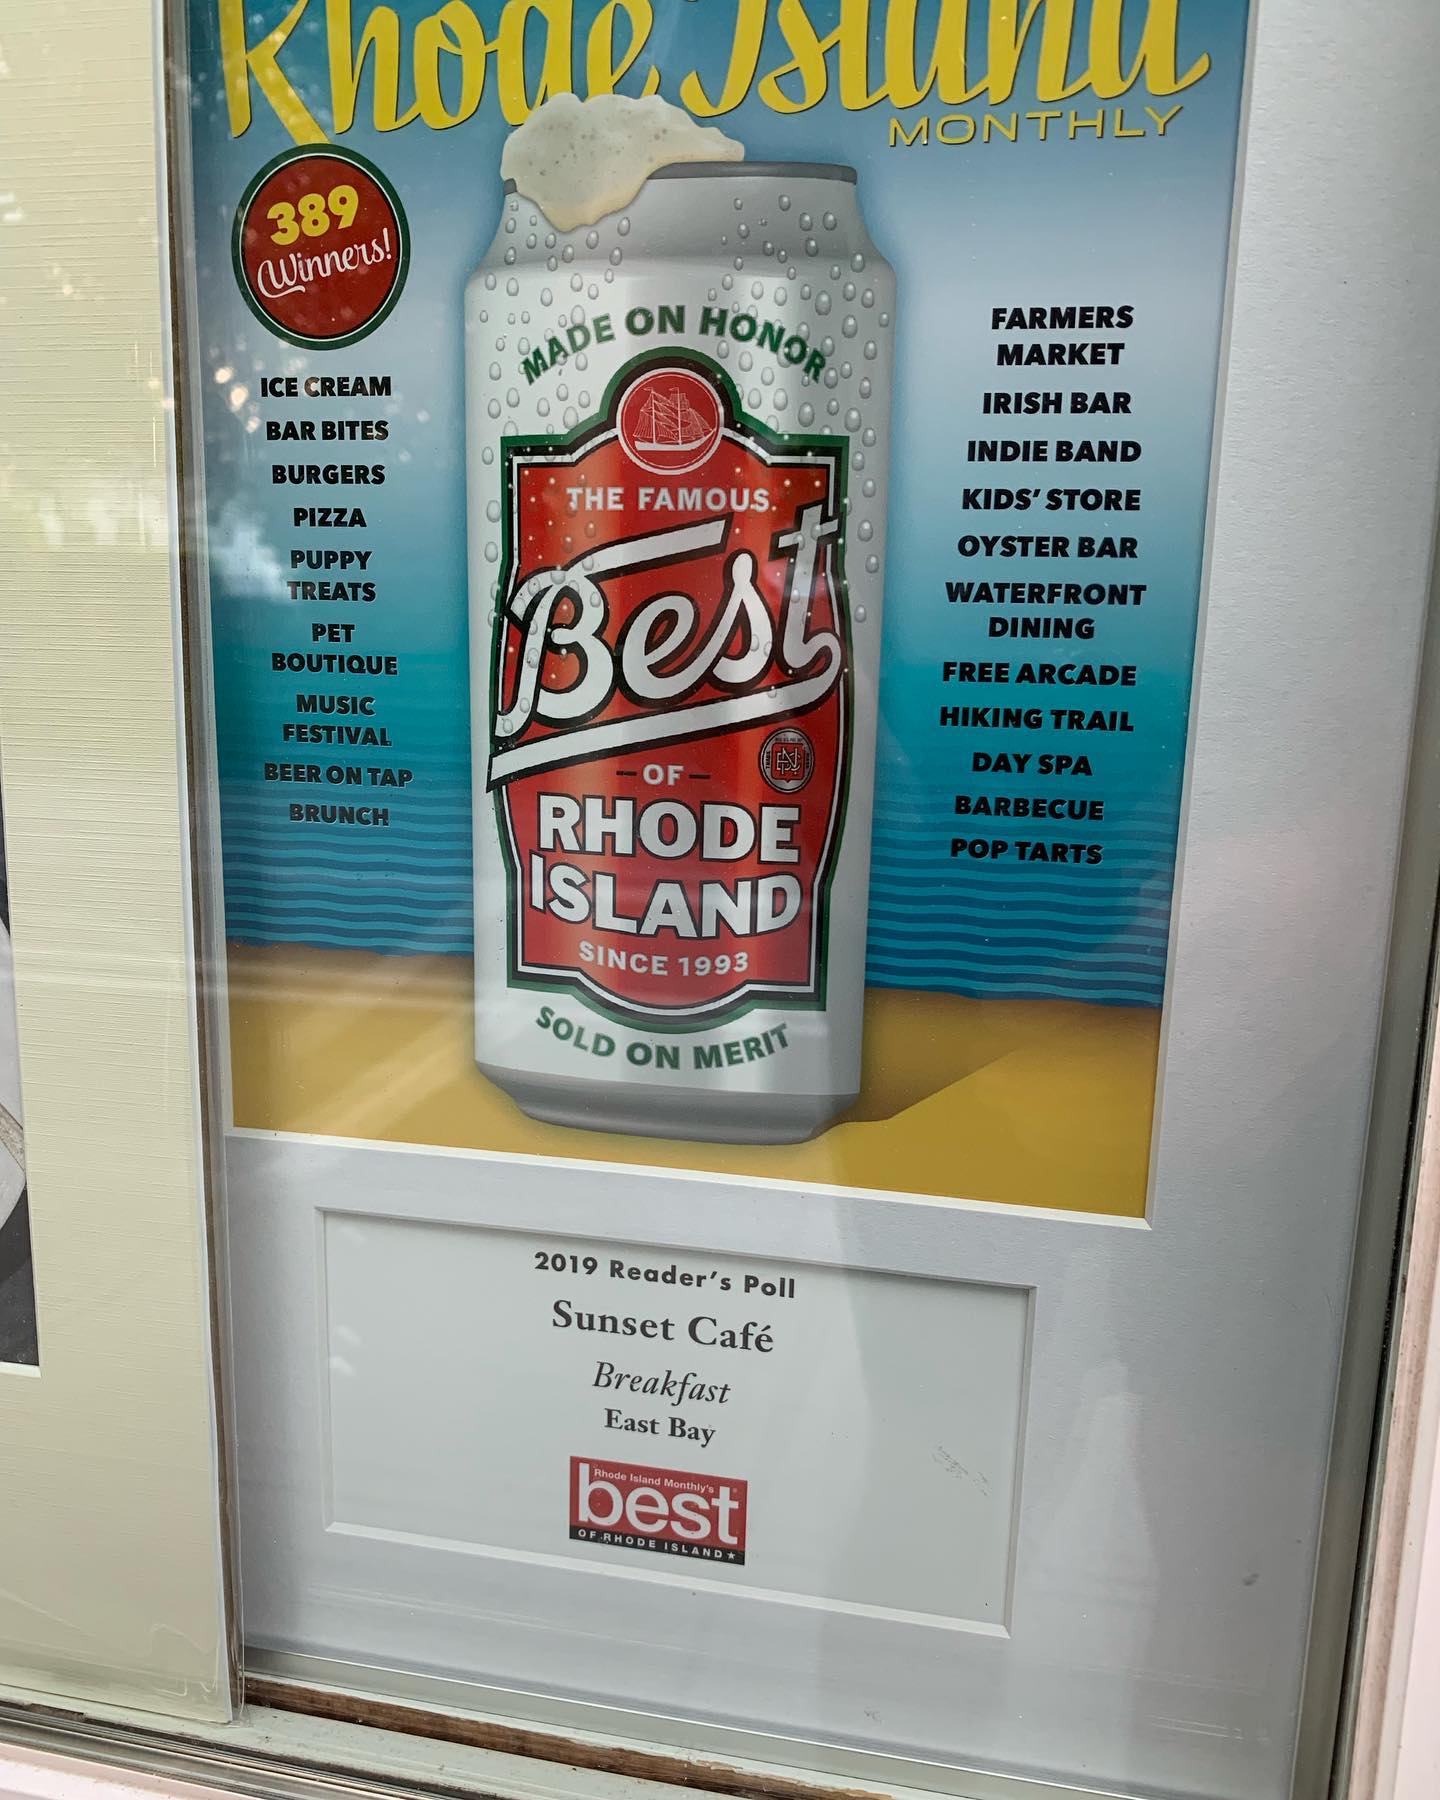 Rhode Island
MONTHLY
389
Winners!
ICE CREAM
BAR BITES
BURGERS
PIZZA
PUPPY
TREATS
PET
BOUTIQUE
MUSIC
FESTIVAL
BEER ON TAP
BRUNCH
MADE ON HONOR
THE FAMOUS
Best
-OF-
RHODE
ISLAND
SINCE 1993
SOLD ON MERIT
FARMERS
MARKET
IRISH BAR
INDIE BAND
KIDS' STORE
OYSTER BAR
WATERFRONT
DINING
FREE ARCADE
HIKING TRAIL
DAY SPA
BARBECUE
POP TARTS
2019 Reader's Poll
Sunset Café
Breakfast
East Bay
Rhode Island Monthly's
best
OF RHODE ISLAND★